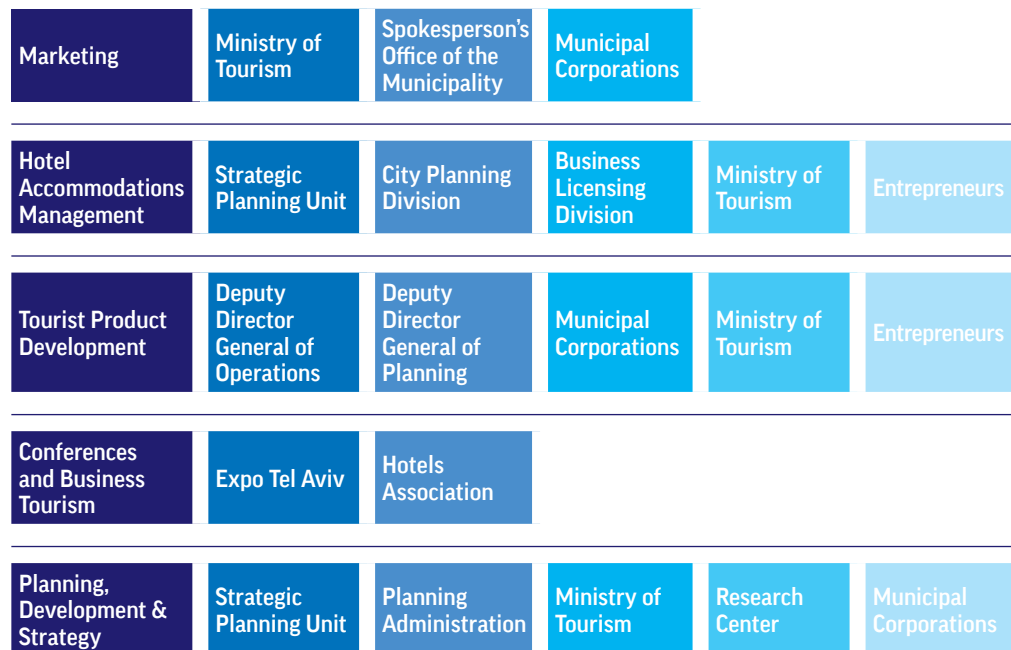 Marketing
Ministry of
Tourism
Spokesperson's
Office of the
Municipality
Municipal
Corporations
Hotel
Accommodations
Management
Strategic
Planning Unit
City Planning
Division
Business
Licensing
Division
Ministry of
Tourism
Entrepreneurs
Tourist Product
Development
Deputy
Director
General of
Operations
Deputy
Director
General of
Planning
Municipal
Corporations
Ministry of
Tourism
Entrepreneurs
Conferences
and Business
Tourism
Expo Tel Aviv
Hotels
Association
Planning,
Development &
Strategy
Strategic
Planning Unit
Planning
Administration
Ministry of
Tourism
Research
Center
Municipal
Corporations